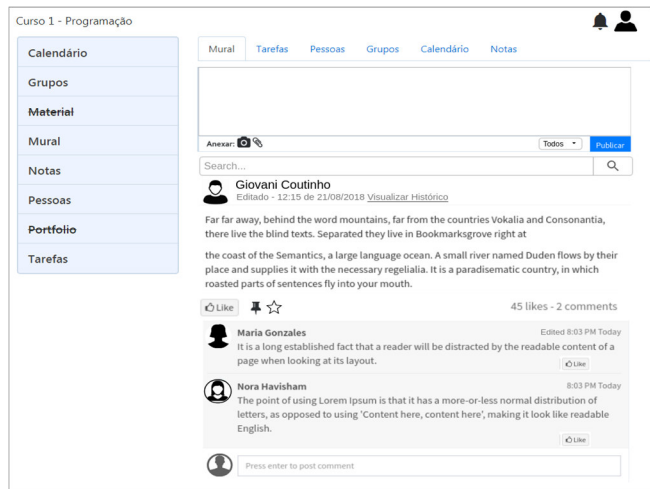 Curso 1 - Programação
Calendário
Grupos
Material
Mural
Notas
Pessoas
Portfolio
Tarefas
Mural Tarefas Pessoas Grupos Calendário Notas
Anexar: Todos Publicar
Search...
Giovani Coutinho
Editado - 12:15 de 21/08/2018 Visualizar Histórico
Far far away, behind the word mountains, far from the countries Vokalia and Consonantia,
there live the blind texts. Separated they live in Bookmarksgrove right at
the coast of the Semantics, a large language ocean. A small river named Duden flows by their
place and supplies it with the necessary regelialia. It is a paradisematic country, in which
roasted parts of sentences fly into your mouth.
Like 45 likes - 2 comments
Maria Gonzales Edited 8:03 PM Today
It is a long established fact that a reader will be distracted by the readable content of a
page when looking at its layout.
Like
Nora Havisham 8:03 PM Today
The point of using Lorem Ipsum is that it has a more-or-less normal distribution of
letters, as opposed to using 'Content here, content here', making it look like readable
English.
Like
Press enter to post comment